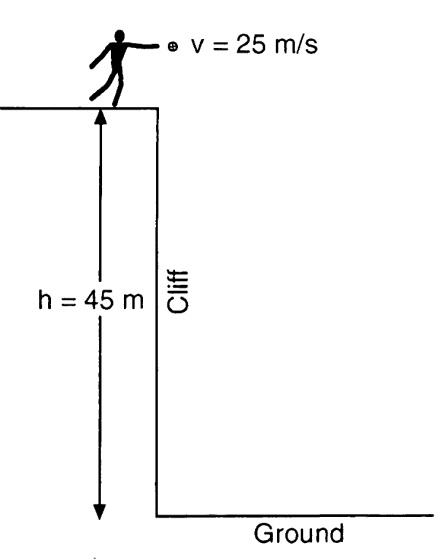 v = 25 m/s
h = 45 m
Cliff
Ground